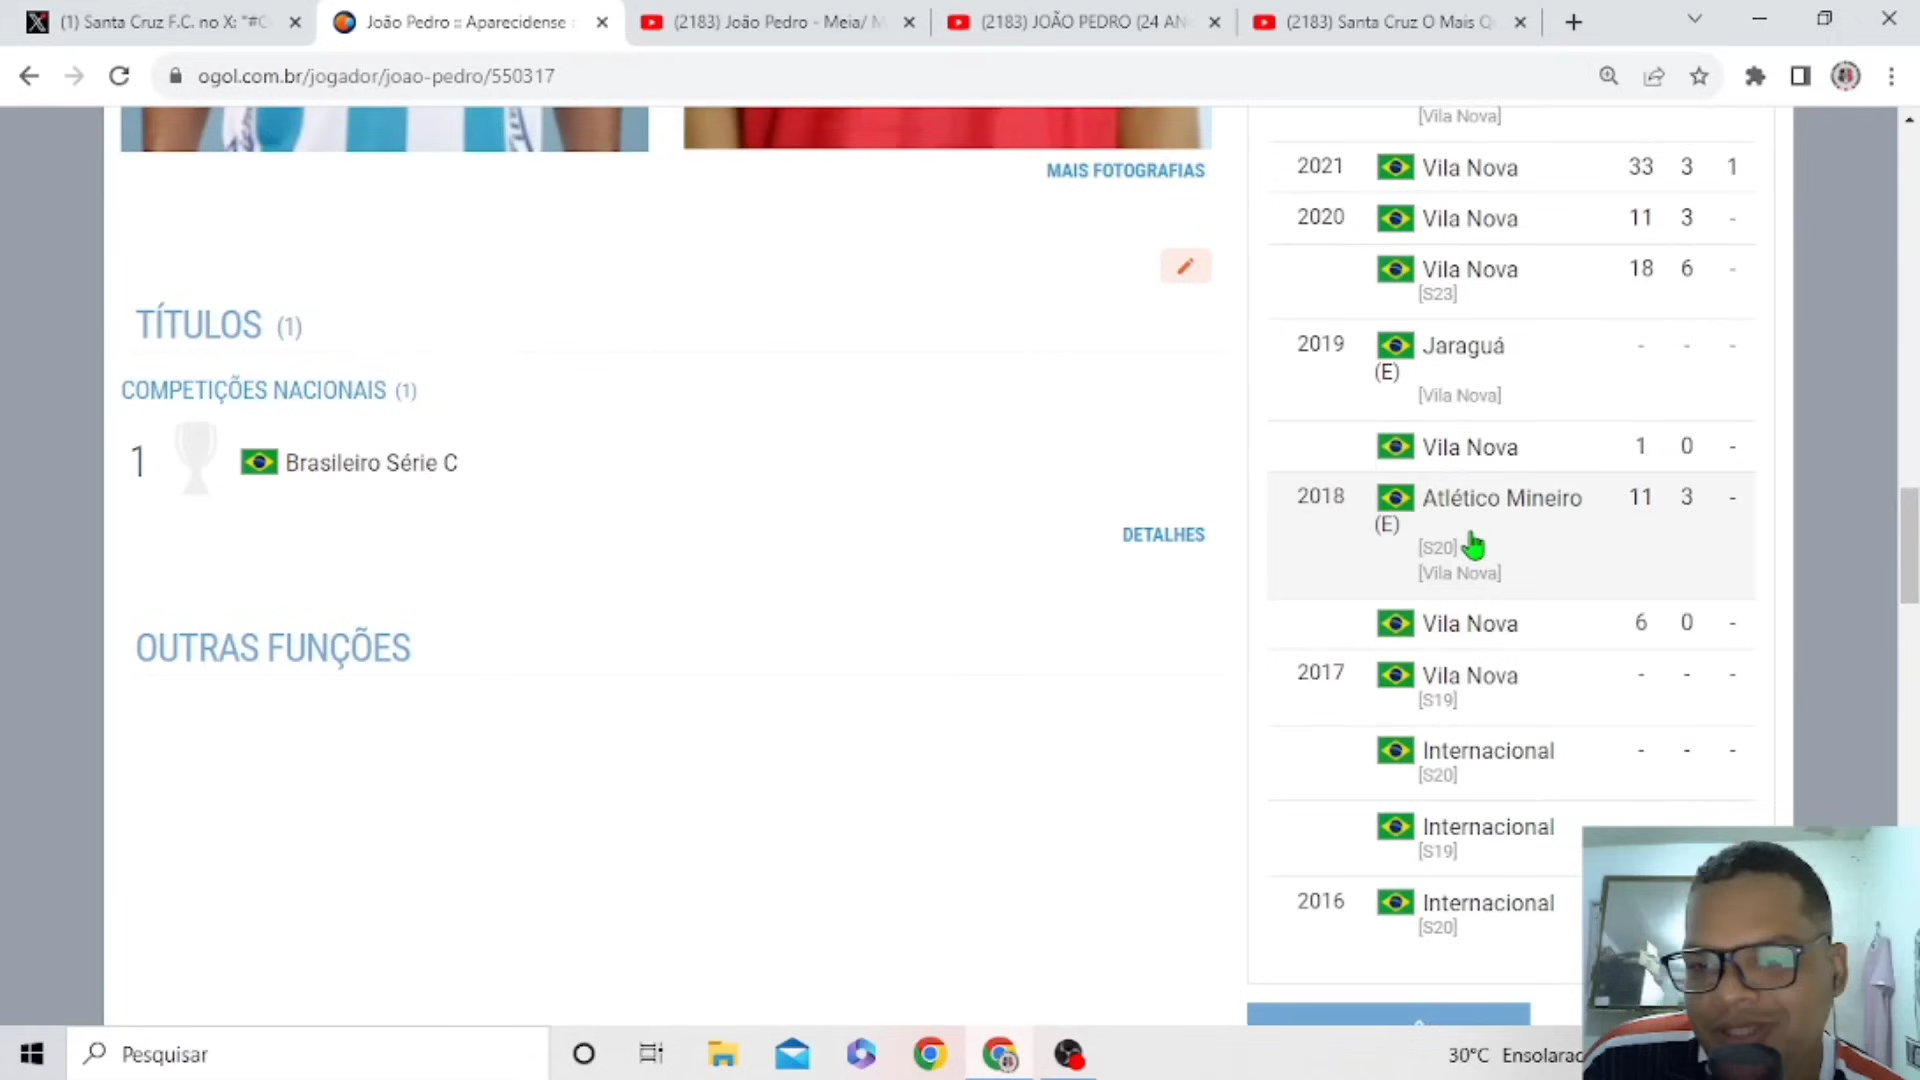 (1) Santa Cruz F.C. no X: "#C
João Pedro :: Aparecidense
(2183) João Pedro - Meia/ M
(2183) JOÃO PEDRO (24 AN
(2183) Santa Cruz O Mais Q
ogol.com.br/jogador/joao-pedro/550317
MAIS FOTOGRAFIAS
TÍTULOS (1)
COMPETIÇÕES NACIONAIS (1)
1 Brasileiro Série C
DETALHES
OUTRAS FUNÇÕES
[Vila Nova]
2021 Vila Nova 33 3 1
2020 Vila Nova 11 3 -
Vila Nova 18 6 -
[S23]
2019 Jaraguá - - -
(E)
[Vila Nova]
Vila Nova 1 0 -
2018 Atlético Mineiro 11 3 -
(E)
[S20]
[Vila Nova]
Vila Nova 6 0 -
2017 Vila Nova - - -
[S19]
Internacional - - -
[S20]
Internacional
[S19]
2016 Internacional
[S20]
Pesquisar
30°C Ensolarac